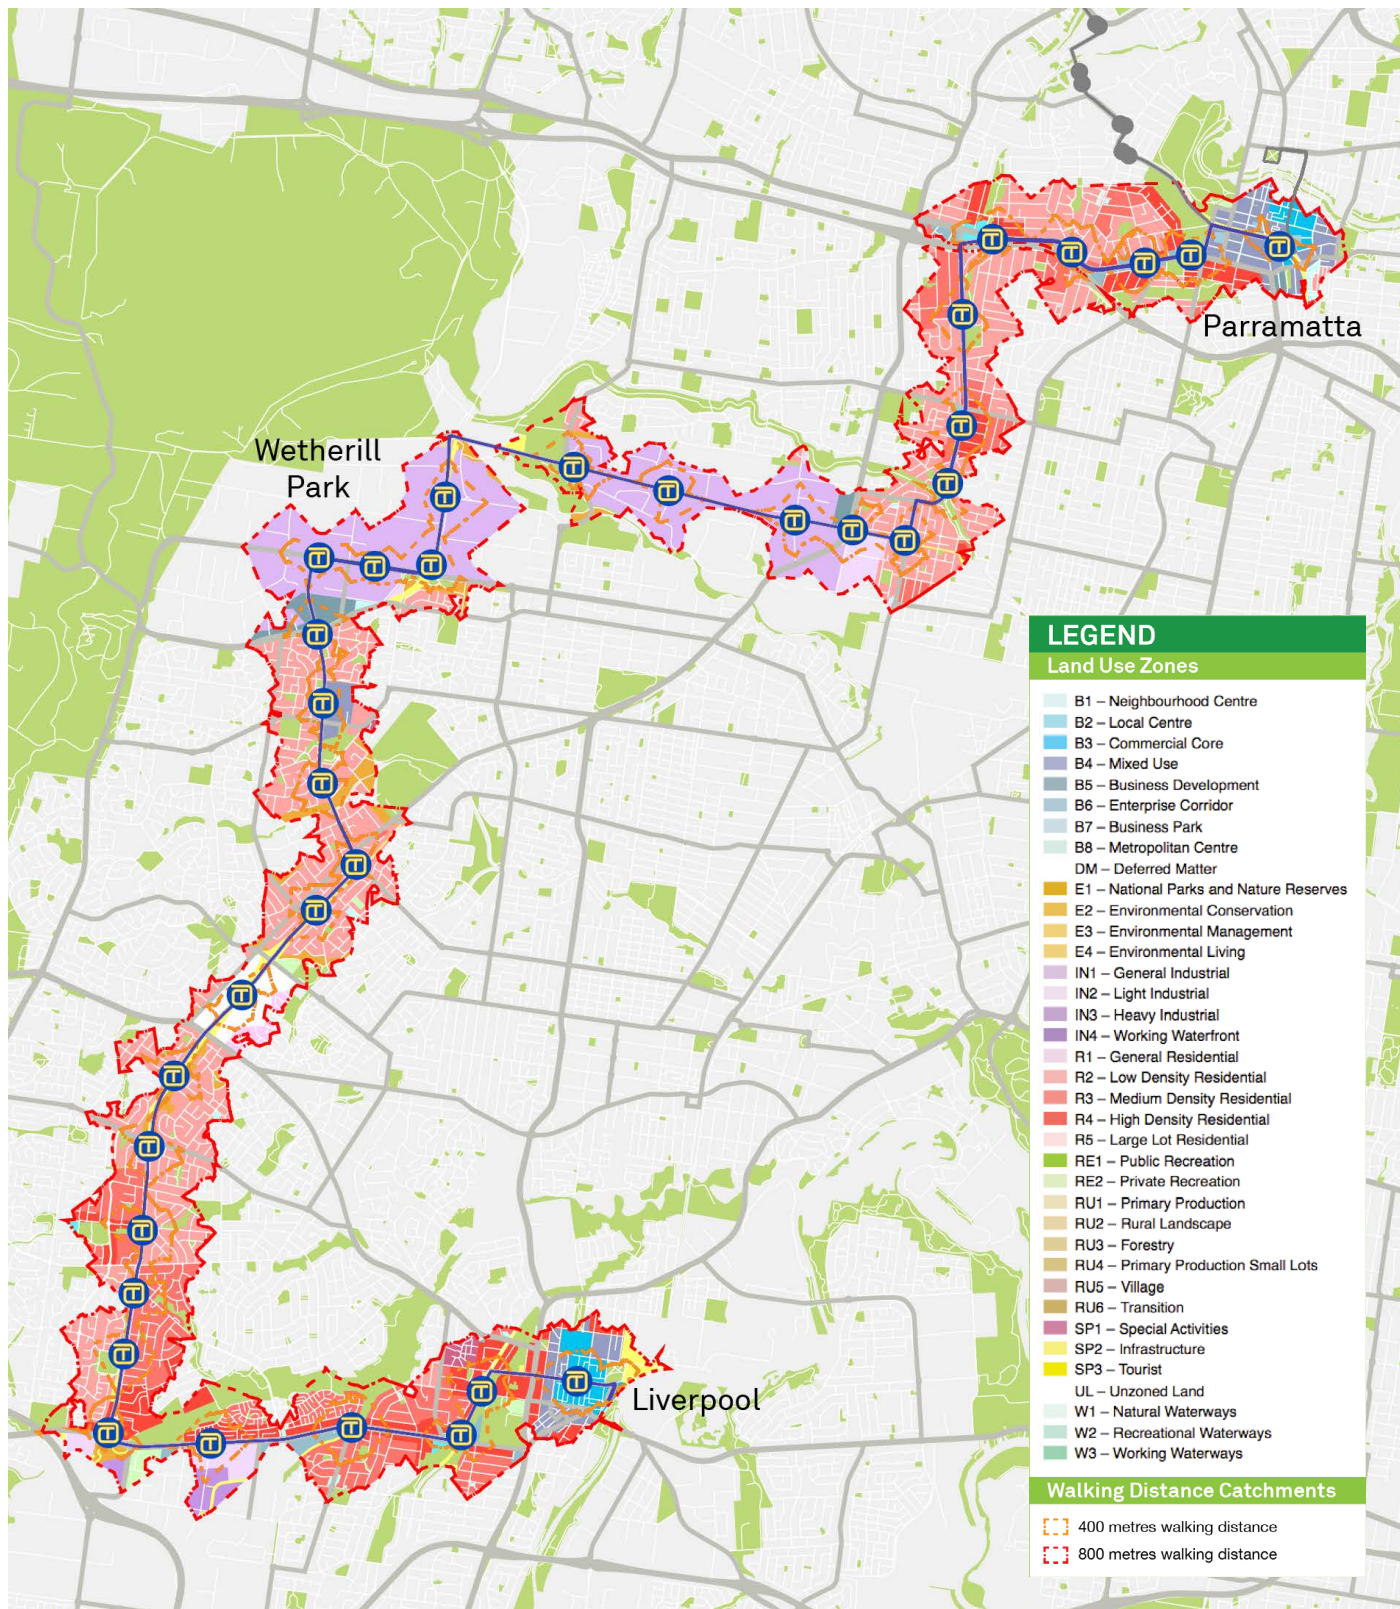 Parramatta
Wetherill
Park
LEGEND
Land Use Zones
B1 – Neighbourhood Centre
B2 – Local Centre
B3 – Commercial Core
B4 – Mixed Use
B5 – Business Development
B6 – Enterprise Corridor
B7 – Business Park
B8 – Metropolitan Centre
DM – Deferred Matter
E1 – National Parks and Nature Reserves
E2 – Environmental Conservation
E3 – Environmental Management
E4 – Environmental Living
IN1 – General Industrial
IN2 – Light Industrial
IN3 – Heavy Industrial
IN4 – Working Waterfront
R1 – General Residential
R2 – Low Density Residential
R3 – Medium Density Residential
R4 – High Density Residential
R5 – Large Lot Residential
RE1 – Public Recreation
RE2 – Private Recreation
RU1 – Primary Production
RU2 – Rural Landscape
RU3 – Forestry
RU4 – Primary Production Small Lots
RU5 – Village
RU6 – Transition
SP1 – Special Activities
SP2 – Infrastructure
SP3 – Tourist
UL – Unzoned Land
W1 – Natural Waterways
W2 – Recreational Waterways
W3 – Working Waterways
Walking Distance Catchments
400 metres walking distance
800 metres walking distance
Liverpool